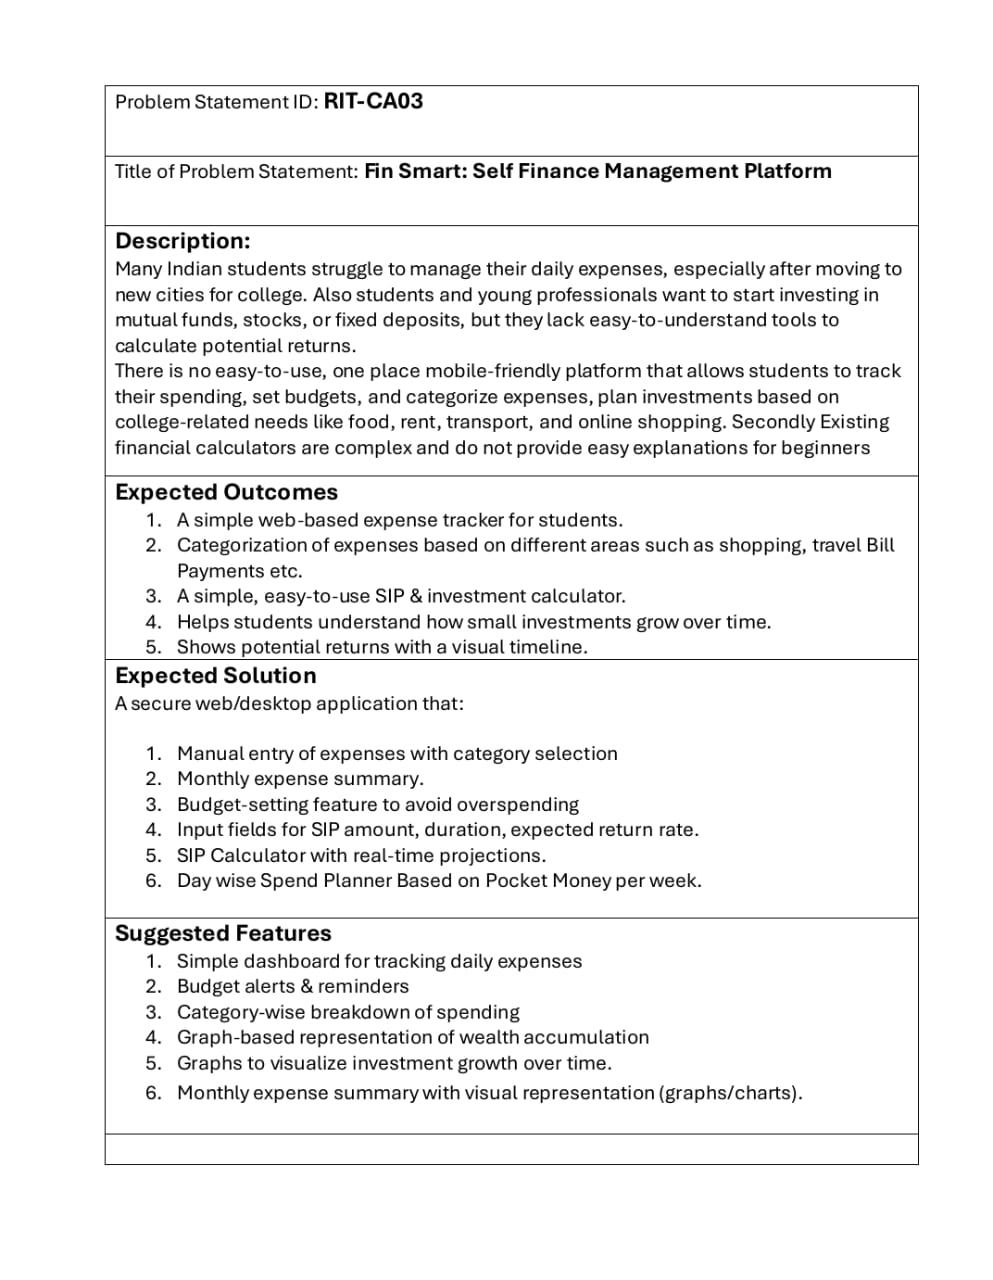 Problem Statement ID: RIT-CA03
Title of Problem Statement: Fin Smart: Self Finance Management Platform
Description:
Many Indian students struggle to manage their daily expenses, especially after moving to
new cities for college. Also students and young professionals want to start investing in
mutual funds, stocks, or fixed deposits, but they lack easy-to-understand tools to
calculate potential returns.
There is no easy-to-use, one place mobile-friendly platform that allows students to track
their spending, set budgets, and categorize expenses, plan investments based on
college-related needs like food, rent, transport, and online shopping. Secondly Existing
financial calculators are complex and do not provide easy explanations for beginners
Expected Outcomes
1. A simple web-based expense tracker for students.
2. Categorization of expenses based on different areas such as shopping, travel Bill
Payments etc.
3. A simple, easy-to-use SIP & investment calculator.
4. Helps students understand how small investments grow over time.
5. Shows potential returns with a visual timeline.
Expected Solution
A secure web/desktop application that:
1. Manual entry of expenses with category selection
2. Monthly expense summary.
3. Budget-setting feature to avoid overspending
4. Input fields for SIP amount, duration, expected return rate.
5. SIP Calculator with real-time projections.
6. Day wise Spend Planner Based on Pocket Money per week.
Suggested Features
1. Simple dashboard for tracking daily expenses
2. Budget alerts & reminders
3. Category-wise breakdown of spending
4. Graph-based representation of wealth accumulation
5. Graphs to visualize investment growth over time.
6. Monthly expense summary with visual representation (graphs/charts).